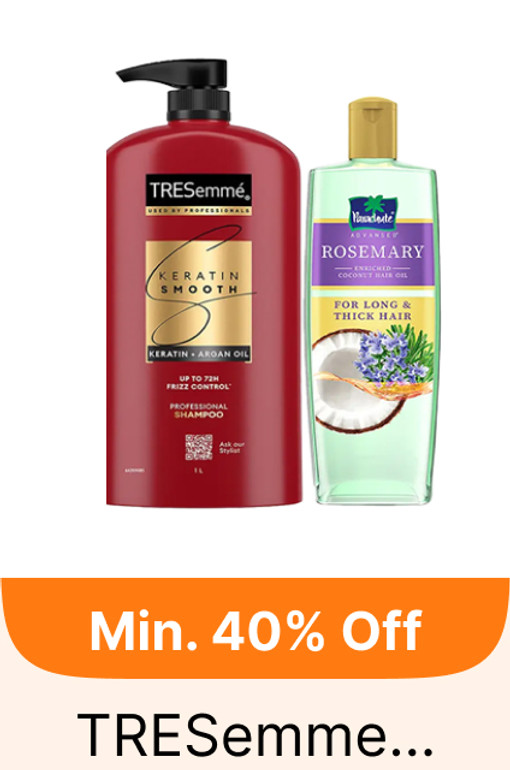 TRESemmé
USED BY PROFESSIONALS
KERATIN
SMOOTH
KERATIN + ARGAN OIL
UP TO 72H
FRIZZ CONTROL*
PROFESSIONAL
SHAMPOO
Ask our
Stylist
1 L
Parachute
ADVANSED
ROSEMARY
ENRICHED
COCONUT HAIR OIL
FOR LONG &
THICK HAIR
Min. 40% Off
TRESemme...